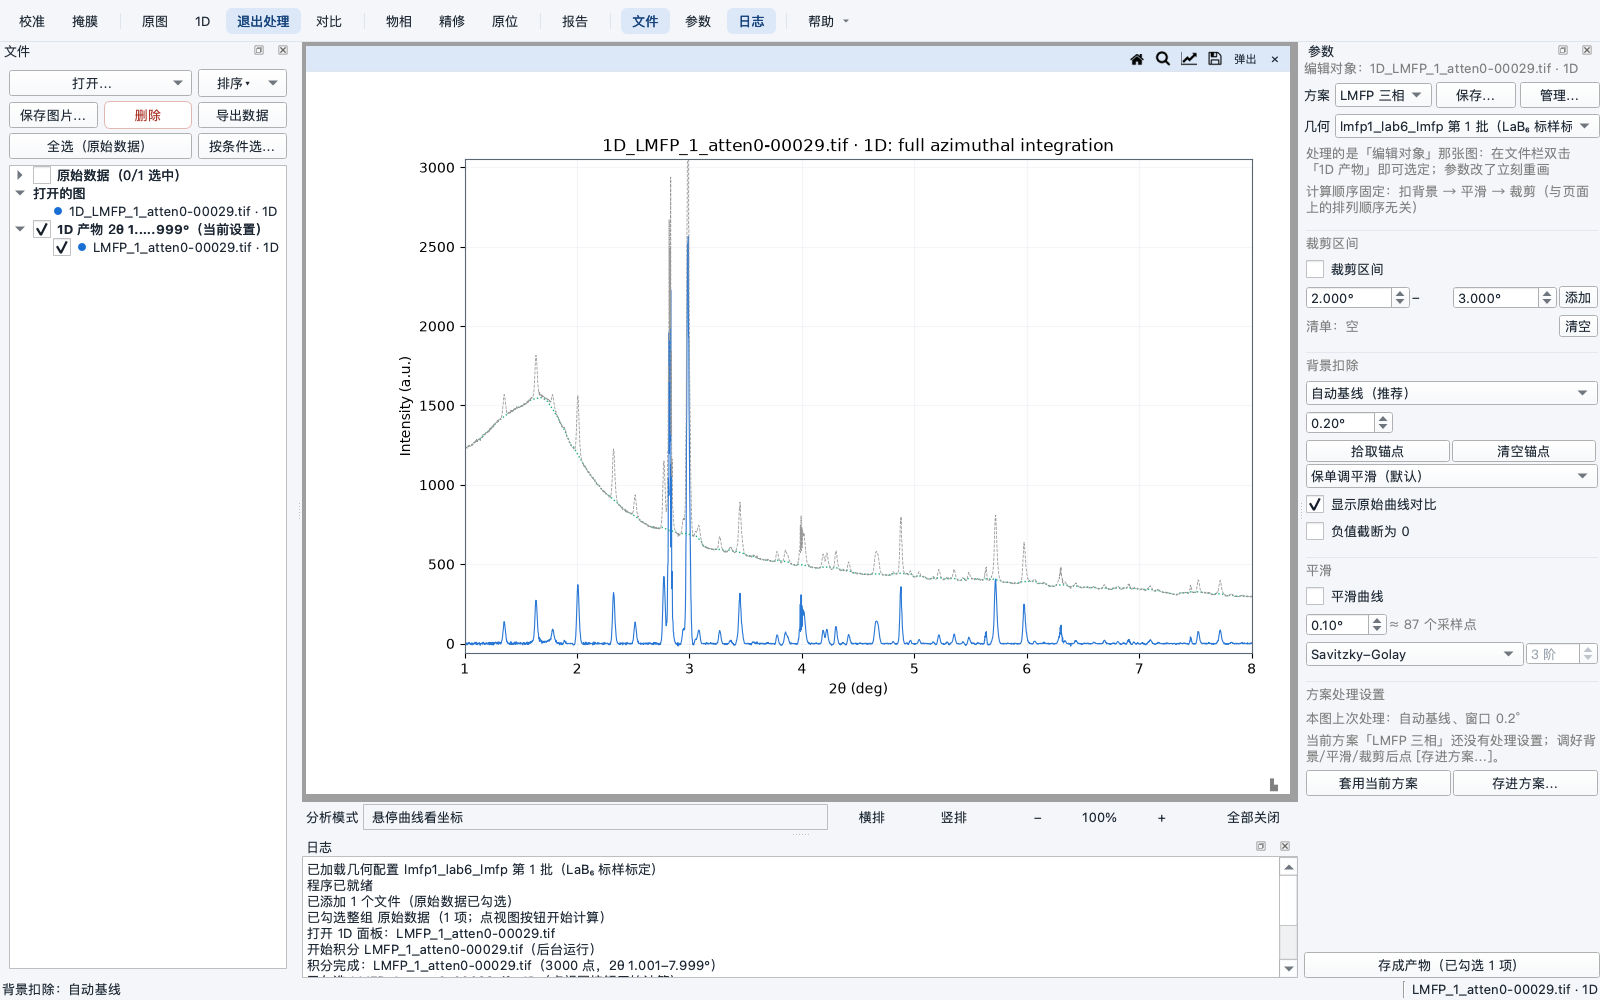 校准 掩膜 原图 1D 退出处理 对比 物相 精修 原位 报告 文件 参数 日志 帮助
文件
打开... 排序
保存图片... 删除 导出数据
全选（原始数据） 按条件选...
原始数据（0/1 选中）
打开的图
1D_LMFP_1_atten0-00029.tif · 1D
1D 产物 2θ 1.....999°（当前设置）
LMFP_1_atten0-00029.tif · 1D
弹出 ×
1D_LMFP_1_atten0-00029.tif · 1D: full azimuthal integration
Intensity (a.u.)
3000
2500
2000
1500
1000
500
0
1 2 3 4 5 6 7 8
2θ (deg)
分析模式 悬停曲线看坐标 横排 竖排 − 100% + 全部关闭
日志
已加载几何配置 lmfp1_lab6_lmfp 第 1 批（LaB₆ 标样标定）
程序已就绪
已添加 1 个文件（原始数据已勾选）
已勾选整组 原始数据（1 项；点视图按钮开始计算）
打开 1D 面板：LMFP_1_atten0-00029.tif
开始积分 LMFP_1_atten0-00029.tif（后台运行）
积分完成：LMFP_1_atten0-00029.tif（3000 点，2θ 1.001–7.999°）
参数
编辑对象：1D_LMFP_1_atten0-00029.tif · 1D
方案 LMFP 三相 保存... 管理...
几何 lmfp1_lab6_lmfp 第 1 批（LaB₆ 标样标
处理的是「编辑对象」那张图：在文件栏双击
「1D 产物」即可选定；参数改了立刻重画
计算顺序固定：扣背景 → 平滑 → 裁剪（与页面
上的排列顺序无关）
裁剪区间
裁剪区间
2.000° – 3.000° 添加
清单：空 清空
背景扣除
自动基线（推荐）
0.20°
拾取锚点 清空锚点
保单调平滑（默认）
显示原始曲线对比
负值截断为 0
平滑
平滑曲线
0.10° ≈ 87 个采样点
Savitzky–Golay 3 阶
方案处理设置
本图上次处理：自动基线、窗口 0.2°
当前方案「LMFP 三相」还没有处理设置；调好背
景/平滑/裁剪后点 [存进方案...]。
套用当前方案 存进方案...
存成产物（已勾选 1 项）
背景扣除：自动基线 LMFP_1_atten0-00029.tif · 1D